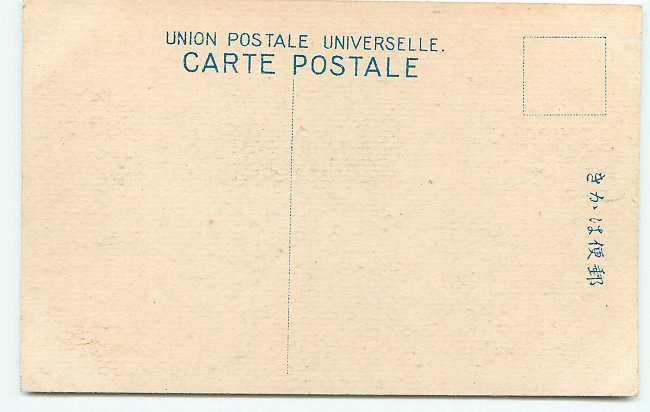 UNION POSTALE UNIVERSELLE.
CARTE POSTALE
郵便はかき